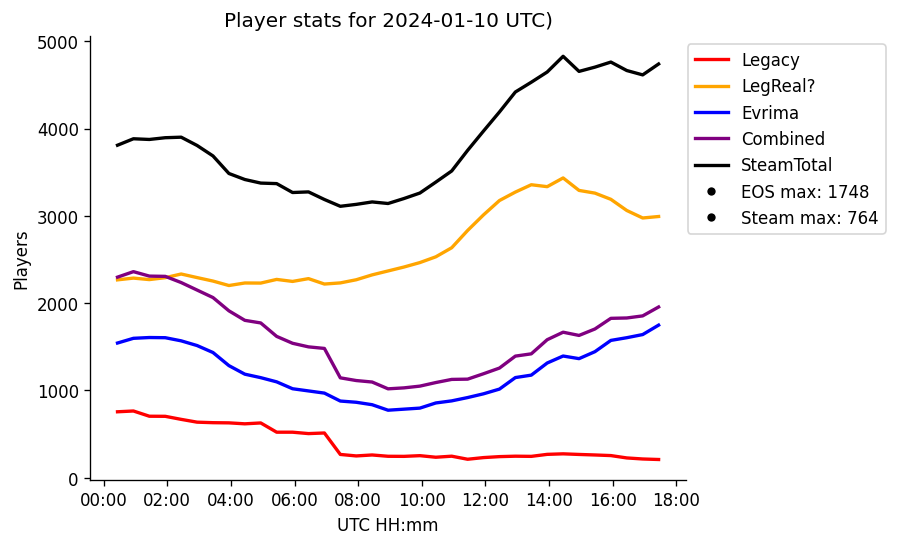 Player stats for 2024-01-10 UTC)
5000
4000
3000
2000
1000
0
Players
00:00 02:00 04:00 06:00 08:00 10:00 12:00 14:00 16:00 18:00
UTC HH:mm
Legacy
LegReal?
Evrima
Combined
SteamTotal
EOS max: 1748
Steam max: 764